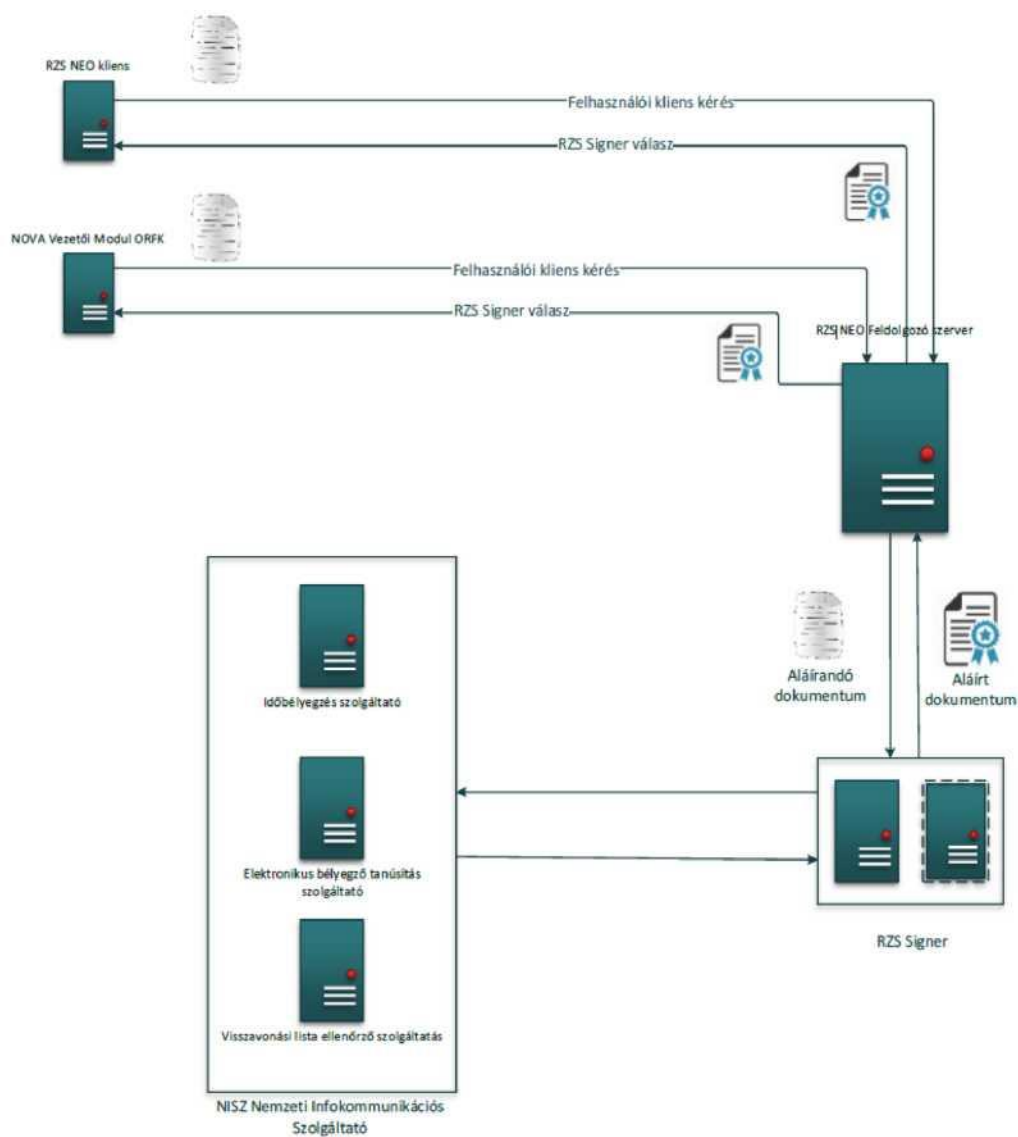 RZS NEO kliens
Felhasználói kliens kérés
RZS Signer válasz
NOVA Vezetői Modul ORFK
Felhasználói kliens kérés
RZS Signer válasz
RZS NEO Feldolgozó szerver
Aláírandó
dokumentum
Aláírt
dokumentum
Időbélyegzés szolgáltató
Elektronikus bélyegző tanúsítás
szolgáltató
Visszavonási lista ellenőrző szolgáltatás
RZS Signer
NISZ Nemzeti Infokommunikációs
Szolgáltató